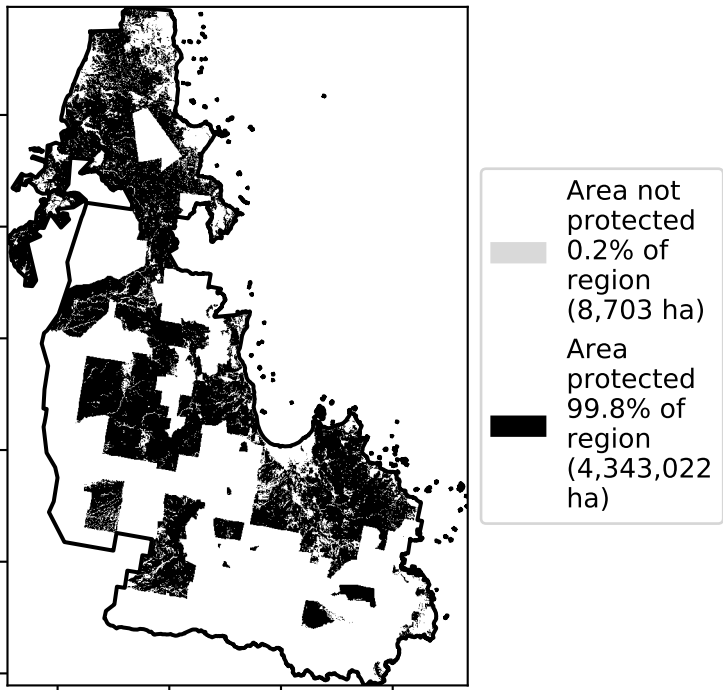 Area not
protected
0.2% of
region
(8,703 ha)
Area
protected
99.8% of
region
(4,343,022
ha)